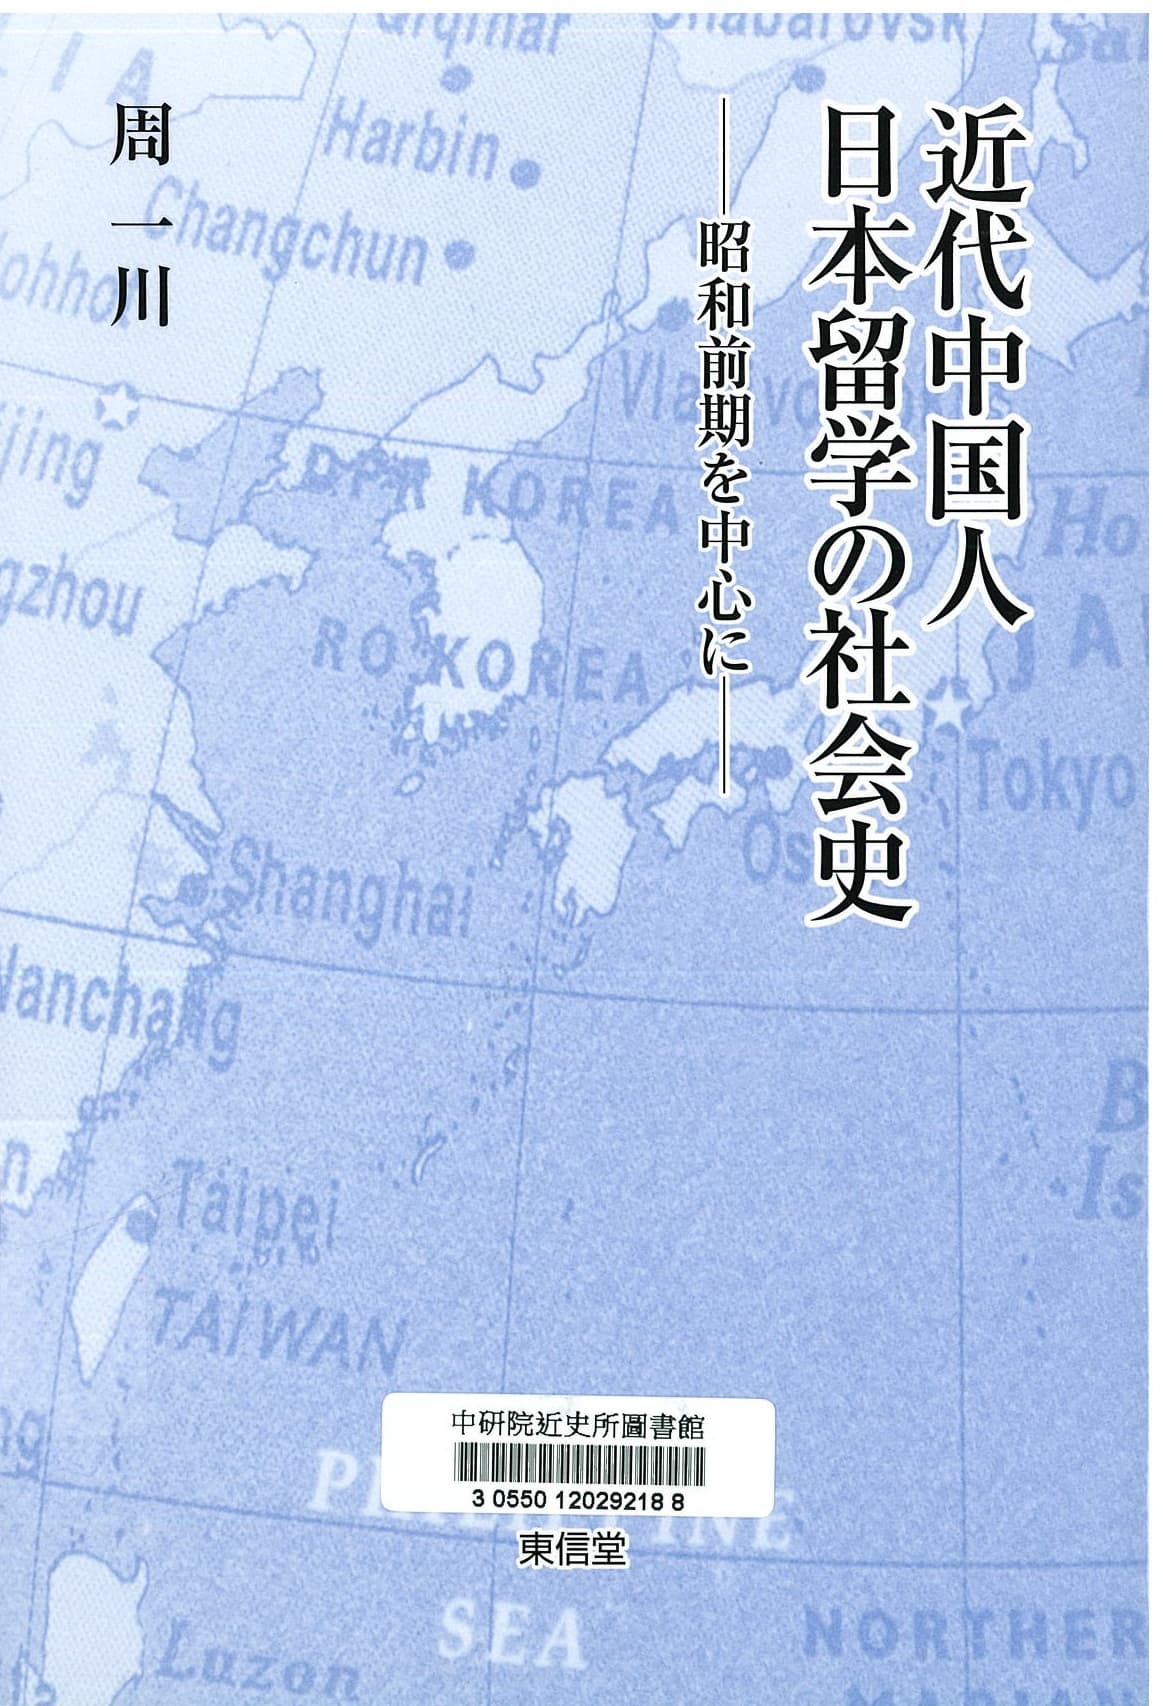 近代中国人
日本留学の社会史
——昭和前期を中心に——
周一川
Qiqihar
Harbin
Changchun
DPR KOREA
RO KOREA
Shanghai
Nanchang
Taipei
TAIWAN
Tokyo
中研院近史所圖書館
3 0550 12029218 8
東信堂
SEA
Luzon
NORTHER